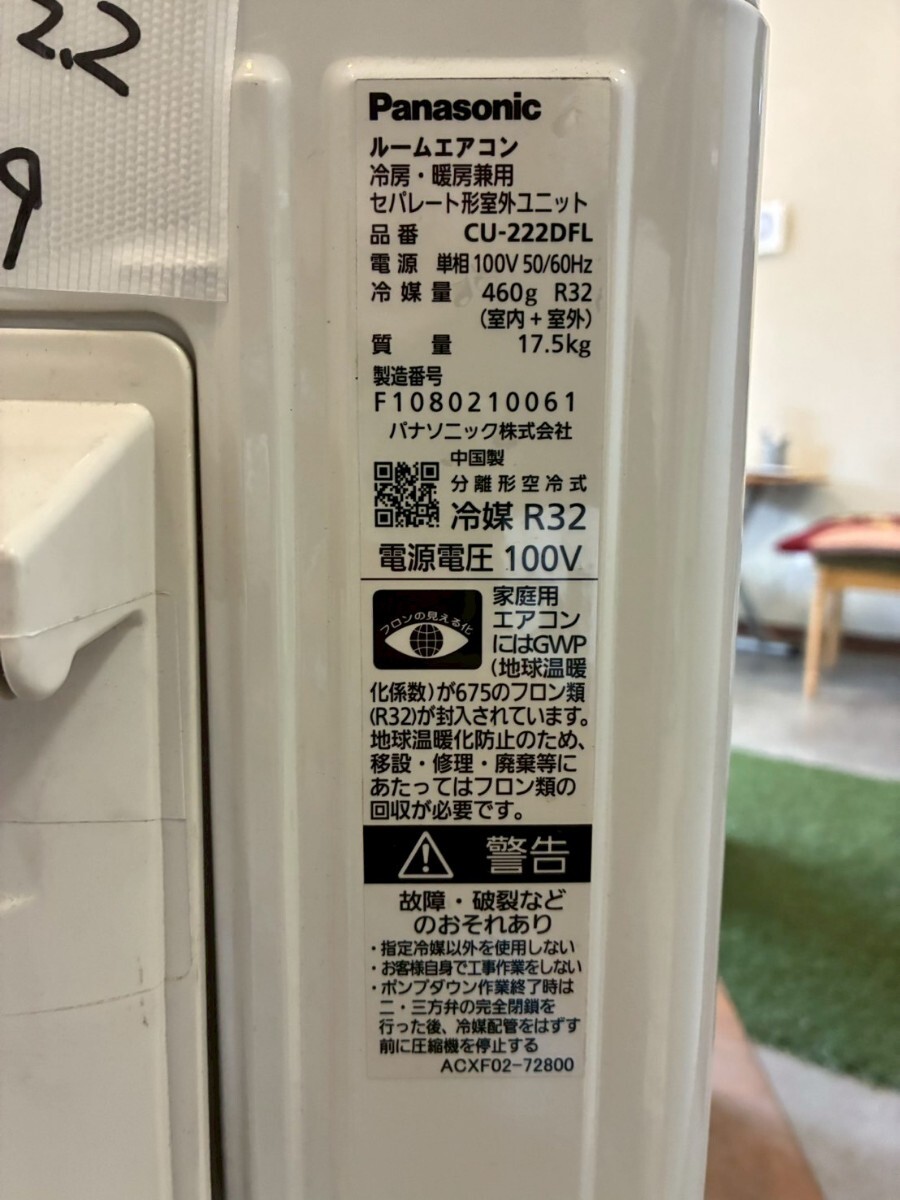 2.2
9
Panasonic
ルームエアコン
冷房・暖房兼用
セパレート形室外ユニット
品番 CU-222DFL
電源 単相100V 50/60Hz
冷媒量 460g R32
(室内+室外)
質量 17.5kg
製造番号
F1080210061
パナソニック株式会社
中国製
分離形空冷式
冷媒 R32
電源電圧 100V
フロンの見える化
家庭用
エアコン
にはGWP
(地球温暖
化係数)が675のフロン類
(R32)が封入されています。
地球温暖化防止のため、
移設・修理・廃棄等に
あたってはフロン類の
回収が必要です。
警告
故障・破裂など
のおそれあり
・指定冷媒以外を使用しない
・お客様自身で工事作業をしない
・ポンプダウン作業終了時は
二・三方弁の完全閉鎖を
行った後、冷媒配管をはずす
前に圧縮機を停止する
ACXF02-72800